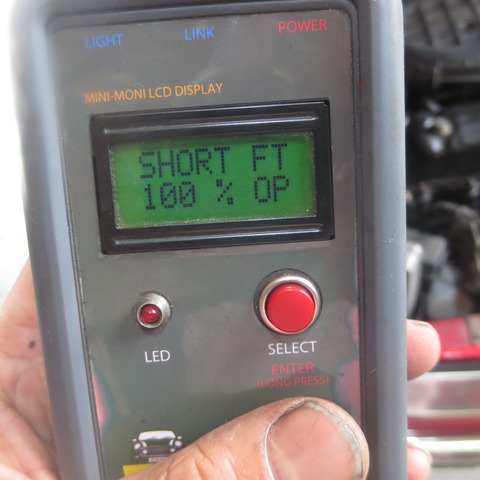 LIGHT LINK POWER
MINI-MONI LCD DISPLAY
SHORT FT
100 % OP
LED
SELECT
ENTER
(LONG PRESS)